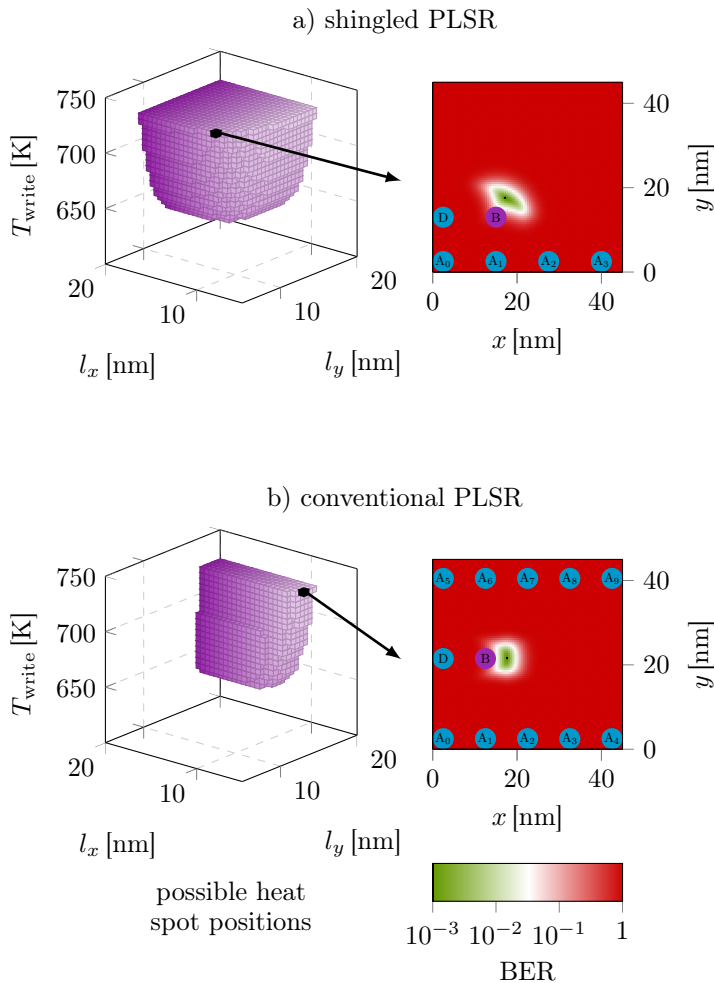 a) shingled PLSR
750
700
650
T_write [K]
20
10
l_x [nm]
10
20
l_y [nm]
D
B
A₀
A₁
A₂
A₃
0
20
40
x [nm]
40
20
0
y [nm]
b) conventional PLSR
750
700
650
T_write [K]
20
10
l_x [nm]
10
20
l_y [nm]
A₅
A₆
A₇
A₈
A₉
D
B
A₀
A₁
A₂
A₃
A₄
0
20
40
x [nm]
40
20
0
y [nm]
possible heat
spot positions
10⁻³
10⁻²
10⁻¹
1
BER